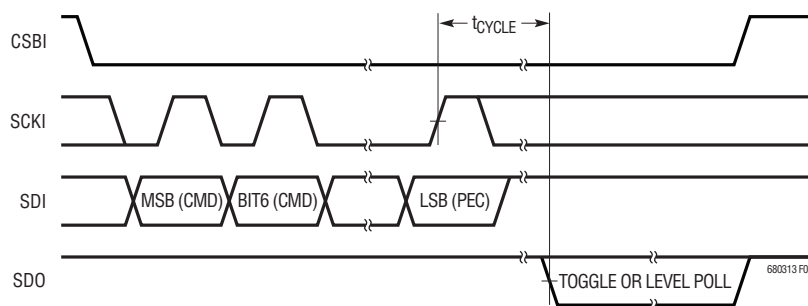 tCYCLE
CSBI
SCKI
SDI
MSB (CMD)
BIT6 (CMD)
LSB (PEC)
SDO
TOGGLE OR LEVEL POLL
680313 F0